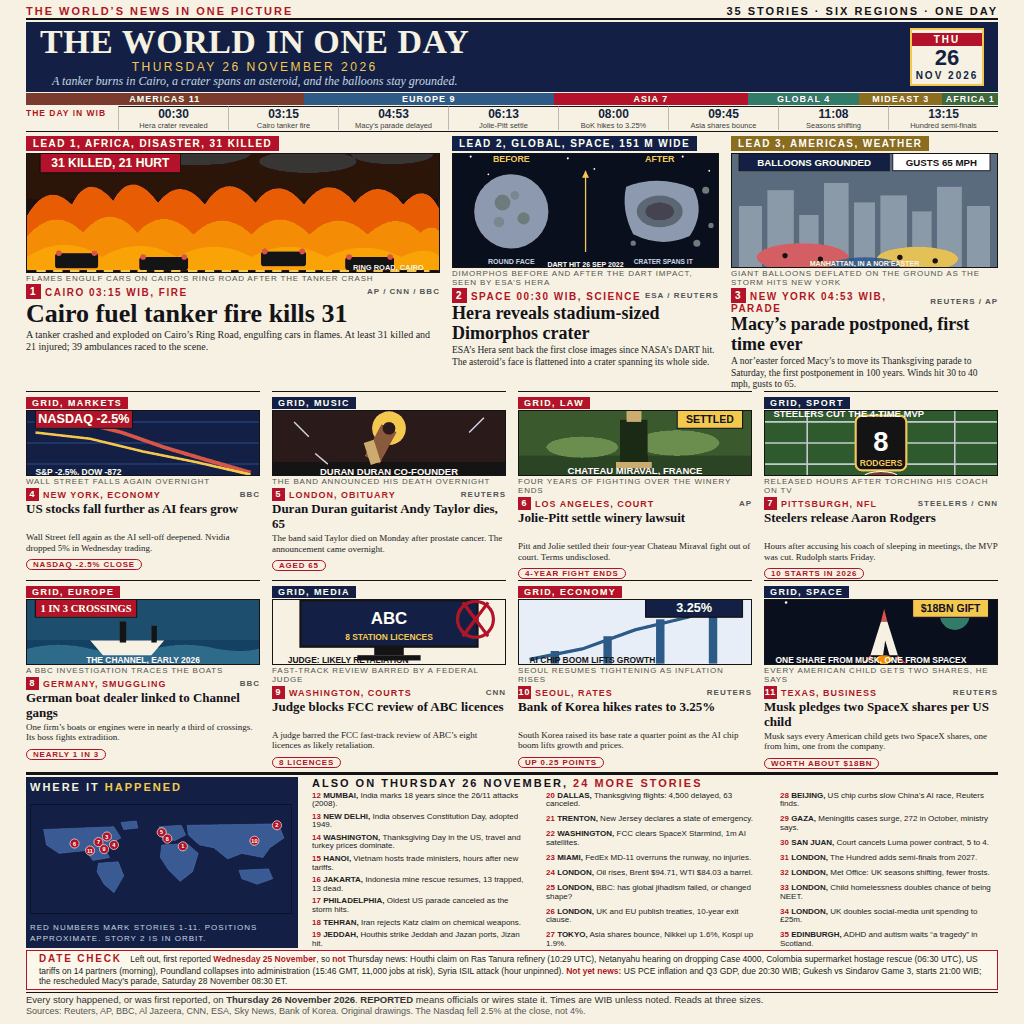 THE WORLD'S NEWS IN ONE PICTURE
35 STORIES · SIX REGIONS · ONE DAY
THE WORLD IN ONE DAY
THURSDAY 26 NOVEMBER 2026
A tanker burns in Cairo, a crater spans an asteroid, and the balloons stay grounded.
THU
26
NOV 2026
AMERICAS 11
EUROPE 9
ASIA 7
GLOBAL 4
MIDEAST 3
AFRICA 1
THE DAY IN WIB
00:30
Hera crater revealed
03:15
Cairo tanker fire
04:53
Macy's parade delayed
06:13
Jolie-Pitt settle
08:00
BoK hikes to 3.25%
09:45
Asia shares bounce
11:08
Seasons shifting
13:15
Hundred semi-finals
LEAD 1, AFRICA, DISASTER, 31 KILLED
31 KILLED, 21 HURT
RING ROAD, CAIRO
FLAMES ENGULF CARS ON CAIRO'S RING ROAD AFTER THE TANKER CRASH
1 CAIRO 03:15 WIB, FIRE
AP / CNN / BBC
Cairo fuel tanker fire kills 31
A tanker crashed and exploded on Cairo's Ring Road, engulfing cars in flames. At least 31 killed and
21 injured; 39 ambulances raced to the scene.
LEAD 2, GLOBAL, SPACE, 151 M WIDE
BEFORE
AFTER
ROUND FACE
DART HIT 26 SEP 2022
CRATER SPANS IT
DIMORPHOS BEFORE AND AFTER THE DART IMPACT,
SEEN BY ESA'S HERA
2 SPACE 00:30 WIB, SCIENCE
ESA / REUTERS
Hera reveals stadium-sized
Dimorphos crater
ESA's Hera sent back the first close images since NASA's DART hit.
The asteroid's face is flattened into a crater spanning its whole side.
LEAD 3, AMERICAS, WEATHER
BALLOONS GROUNDED
GUSTS 65 MPH
MANHATTAN, IN A NOR'EASTER
GIANT BALLOONS DEFLATED ON THE GROUND AS THE
STORM HITS NEW YORK
3 NEW YORK 04:53 WIB,
PARADE
REUTERS / AP
Macy's parade postponed, first
time ever
A nor'easter forced Macy's to move its Thanksgiving parade to
Saturday, the first postponement in 100 years. Winds hit 30 to 40
mph, gusts to 65.
GRID, MARKETS
NASDAQ -2.5%
S&P -2.5%, DOW -872
WALL STREET FALLS AGAIN OVERNIGHT
4 NEW YORK, ECONOMY
BBC
US stocks fall further as AI fears grow
Wall Street fell again as the AI sell-off deepened. Nvidia
dropped 5% in Wednesday trading.
NASDAQ -2.5% CLOSE
GRID, MUSIC
DURAN DURAN CO-FOUNDER
THE BAND ANNOUNCED HIS DEATH OVERNIGHT
5 LONDON, OBITUARY
REUTERS
Duran Duran guitarist Andy Taylor dies,
65
The band said Taylor died on Monday after prostate cancer. The
announcement came overnight.
AGED 65
GRID, LAW
SETTLED
CHATEAU MIRAVAL, FRANCE
FOUR YEARS OF FIGHTING OVER THE WINERY
ENDS
6 LOS ANGELES, COURT
AP
Jolie-Pitt settle winery lawsuit
Pitt and Jolie settled their four-year Chateau Miraval fight out of
court. Terms undisclosed.
4-YEAR FIGHT ENDS
GRID, SPORT
STEELERS CUT THE 4-TIME MVP
8
RODGERS
RELEASED HOURS AFTER TORCHING HIS COACH
ON TV
7 PITTSBURGH, NFL
STEELERS / CNN
Steelers release Aaron Rodgers
Hours after accusing his coach of sleeping in meetings, the MVP
was cut. Rudolph starts Friday.
10 STARTS IN 2026
GRID, EUROPE
1 IN 3 CROSSINGS
THE CHANNEL, EARLY 2026
A BBC INVESTIGATION TRACES THE BOATS
8 GERMANY, SMUGGLING
BBC
German boat dealer linked to Channel
gangs
One firm's boats or engines were in nearly a third of crossings.
Its boss fights extradition.
NEARLY 1 IN 3
GRID, MEDIA
ABC
8 STATION LICENCES
JUDGE: LIKELY RETALIATION
FAST-TRACK REVIEW BARRED BY A FEDERAL
JUDGE
9 WASHINGTON, COURTS
CNN
Judge blocks FCC review of ABC licences
A judge barred the FCC fast-track review of ABC's eight
licences as likely retaliation.
8 LICENCES
GRID, ECONOMY
3.25%
AI CHIP BOOM LIFTS GROWTH
SEOUL RESUMES TIGHTENING AS INFLATION
RISES
10 SEOUL, RATES
REUTERS
Bank of Korea hikes rates to 3.25%
South Korea raised its base rate a quarter point as the AI chip
boom lifts growth and prices.
UP 0.25 POINTS
GRID, SPACE
$18BN GIFT
ONE SHARE FROM MUSK, ONE FROM SPACEX
EVERY AMERICAN CHILD GETS TWO SHARES, HE
SAYS
11 TEXAS, BUSINESS
REUTERS
Musk pledges two SpaceX shares per US
child
Musk says every American child gets two SpaceX shares, one
from him, one from the company.
WORTH ABOUT $18BN
WHERE IT HAPPENED
6
11
7
3
9
4
5
8
1
10
2
RED NUMBERS MARK STORIES 1-11. POSITIONS
APPROXIMATE. STORY 2 IS IN ORBIT.
ALSO ON THURSDAY 26 NOVEMBER, 24 MORE STORIES
12 MUMBAI, India marks 18 years since the 26/11 attacks
(2008).
13 NEW DELHI, India observes Constitution Day, adopted
1949.
14 WASHINGTON, Thanksgiving Day in the US, travel and
turkey prices dominate.
15 HANOI, Vietnam hosts trade ministers, hours after new
tariffs.
16 JAKARTA, Indonesia mine rescue resumes, 13 trapped,
13 dead.
17 PHILADELPHIA, Oldest US parade canceled as the
storm hits.
18 TEHRAN, Iran rejects Katz claim on chemical weapons.
19 JEDDAH, Houthis strike Jeddah and Jazan ports, Jizan
hit.
20 DALLAS, Thanksgiving flights: 4,500 delayed, 63
canceled.
21 TRENTON, New Jersey declares a state of emergency.
22 WASHINGTON, FCC clears SpaceX Starmind, 1m AI
satellites.
23 MIAMI, FedEx MD-11 overruns the runway, no injuries.
24 LONDON, Oil rises, Brent $94.71, WTI $84.03 a barrel.
25 LONDON, BBC: has global jihadism failed, or changed
shape?
26 LONDON, UK and EU publish treaties, 10-year exit
clause.
27 TOKYO, Asia shares bounce, Nikkei up 1.6%, Kospi up
1.9%.
28 BEIJING, US chip curbs slow China's AI race, Reuters
finds.
29 GAZA, Meningitis cases surge, 272 in October, ministry
says.
30 SAN JUAN, Court cancels Luma power contract, 5 to 4.
31 LONDON, The Hundred adds semi-finals from 2027.
32 LONDON, Met Office: UK seasons shifting, fewer frosts.
33 LONDON, Child homelessness doubles chance of being
NEET.
34 LONDON, UK doubles social-media unit spending to
£25m.
35 EDINBURGH, ADHD and autism waits "a tragedy" in
Scotland.
DATE CHECK Left out, first reported Wednesday 25 November, so not Thursday news: Houthi claim on Ras Tanura refinery (10:29 UTC), Netanyahu hearing on dropping Case 4000, Colombia supermarket hostage rescue (06:30 UTC), US
tariffs on 14 partners (morning), Poundland collapses into administration (15:46 GMT, 11,000 jobs at risk), Syria ISIL attack (hour unpinned). Not yet news: US PCE inflation and Q3 GDP, due 20:30 WIB; Gukesh vs Sindarov Game 3, starts 21:00 WIB;
the rescheduled Macy's parade, Saturday 28 November 08:30 ET.
Every story happened, or was first reported, on Thursday 26 November 2026. REPORTED means officials or wires state it. Times are WIB unless noted. Reads at three sizes.
Sources: Reuters, AP, BBC, Al Jazeera, CNN, ESA, Sky News, Bank of Korea. Original drawings. The Nasdaq fell 2.5% at the close, not 4%.